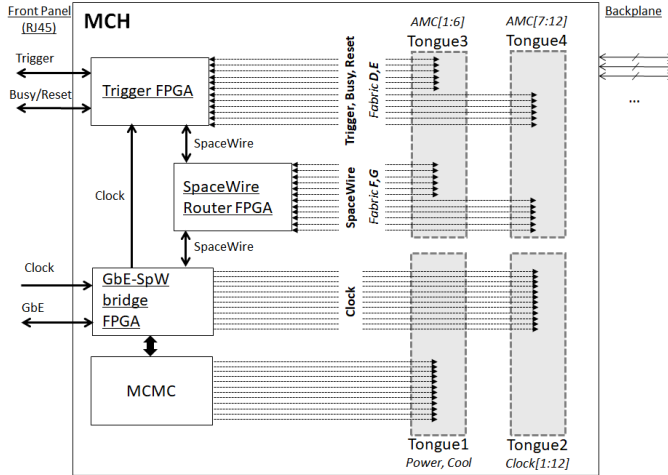 Front Panel
(RJ45)
MCH
AMC[1:6]
AMC[7:12]
Backplane
Tongue3
Tongue4
Trigger
Busy/Reset
Trigger FPGA
Trigger, Busy, Reset
Fabric D,E
...
SpaceWire
Clock
SpaceWire
Router FPGA
SpaceWire
Fabric F,G
SpaceWire
Clock
GbE
GbE-SpW
bridge
FPGA
Clock
MCMC
Tongue1
Tongue2
Power, Cool
Clock[1:12]